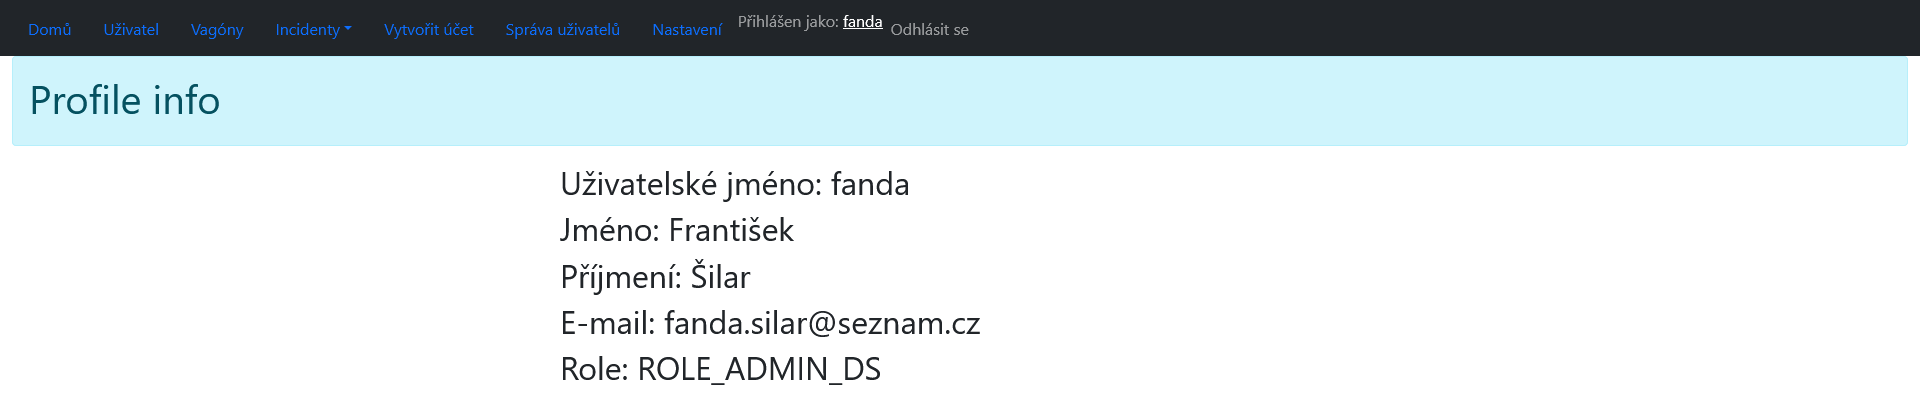 Domů Uživatel Vagóny Incidenty Vytvořit účet Správa uživatelů Nastavení Přihlášen jako: fanda Odhlásit se
Profile info
Uživatelské jméno: fanda
Jméno: František
Příjmení: Šilar
E-mail: fanda.silar@seznam.cz
Role: ROLE_ADMIN_DS